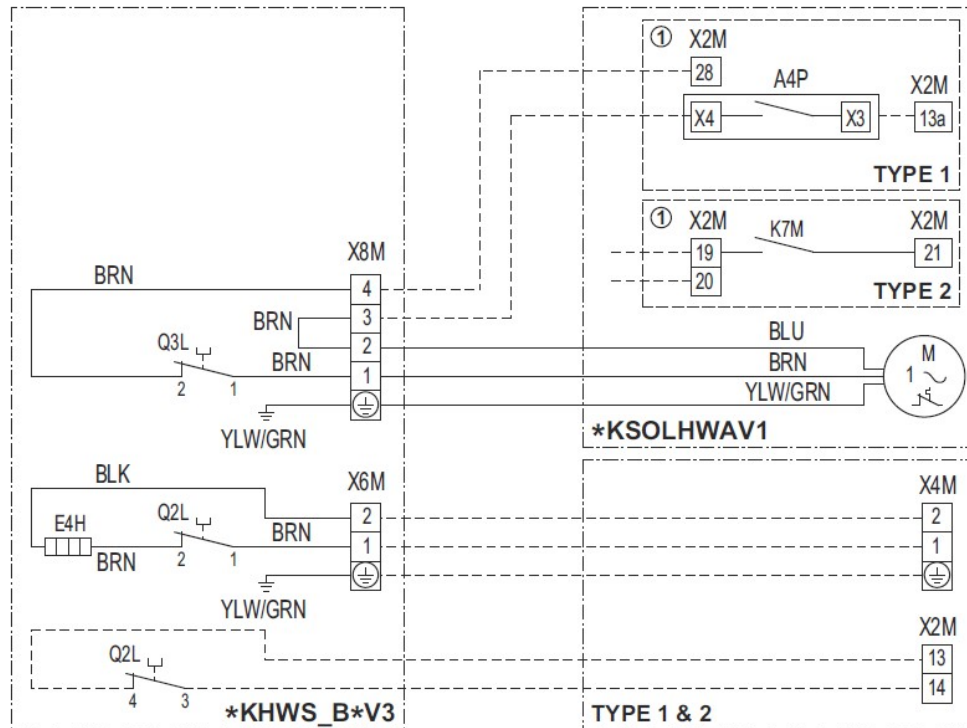 ① X2M
28
A4P
X2M
X4
X3
13a
TYPE 1
① X2M
K7M
X2M
19
21
20
TYPE 2
X8M
BRN
4
BRN
3
2
BLU
Q3L
BRN
1
BRN
2
1
YLW/GRN
YLW/GRN
M
1 ~
*KSOLHWAV1
BLK
X6M
X4M
E4H
Q2L
BRN
2
2
BRN
2
1
1
1
YLW/GRN
X2M
Q2L
13
14
4
3
*KHWS_B*V3
TYPE 1 & 2